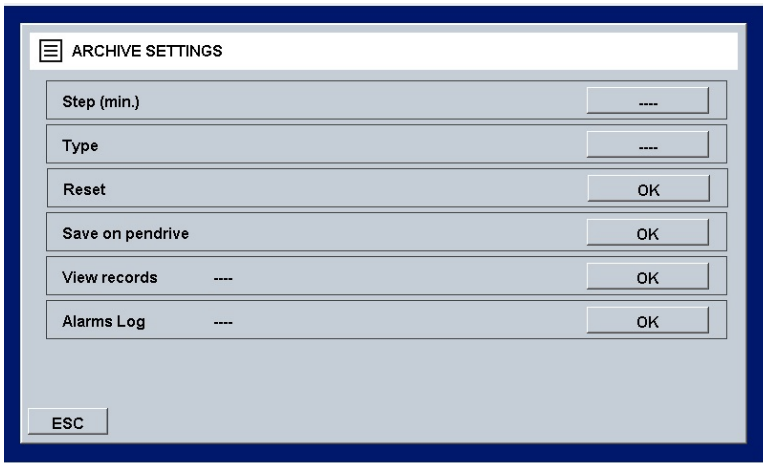 ARCHIVE SETTINGS
Step (min.) ----
Type ----
Reset OK
Save on pendrive OK
View records ---- OK
Alarms Log ---- OK
ESC